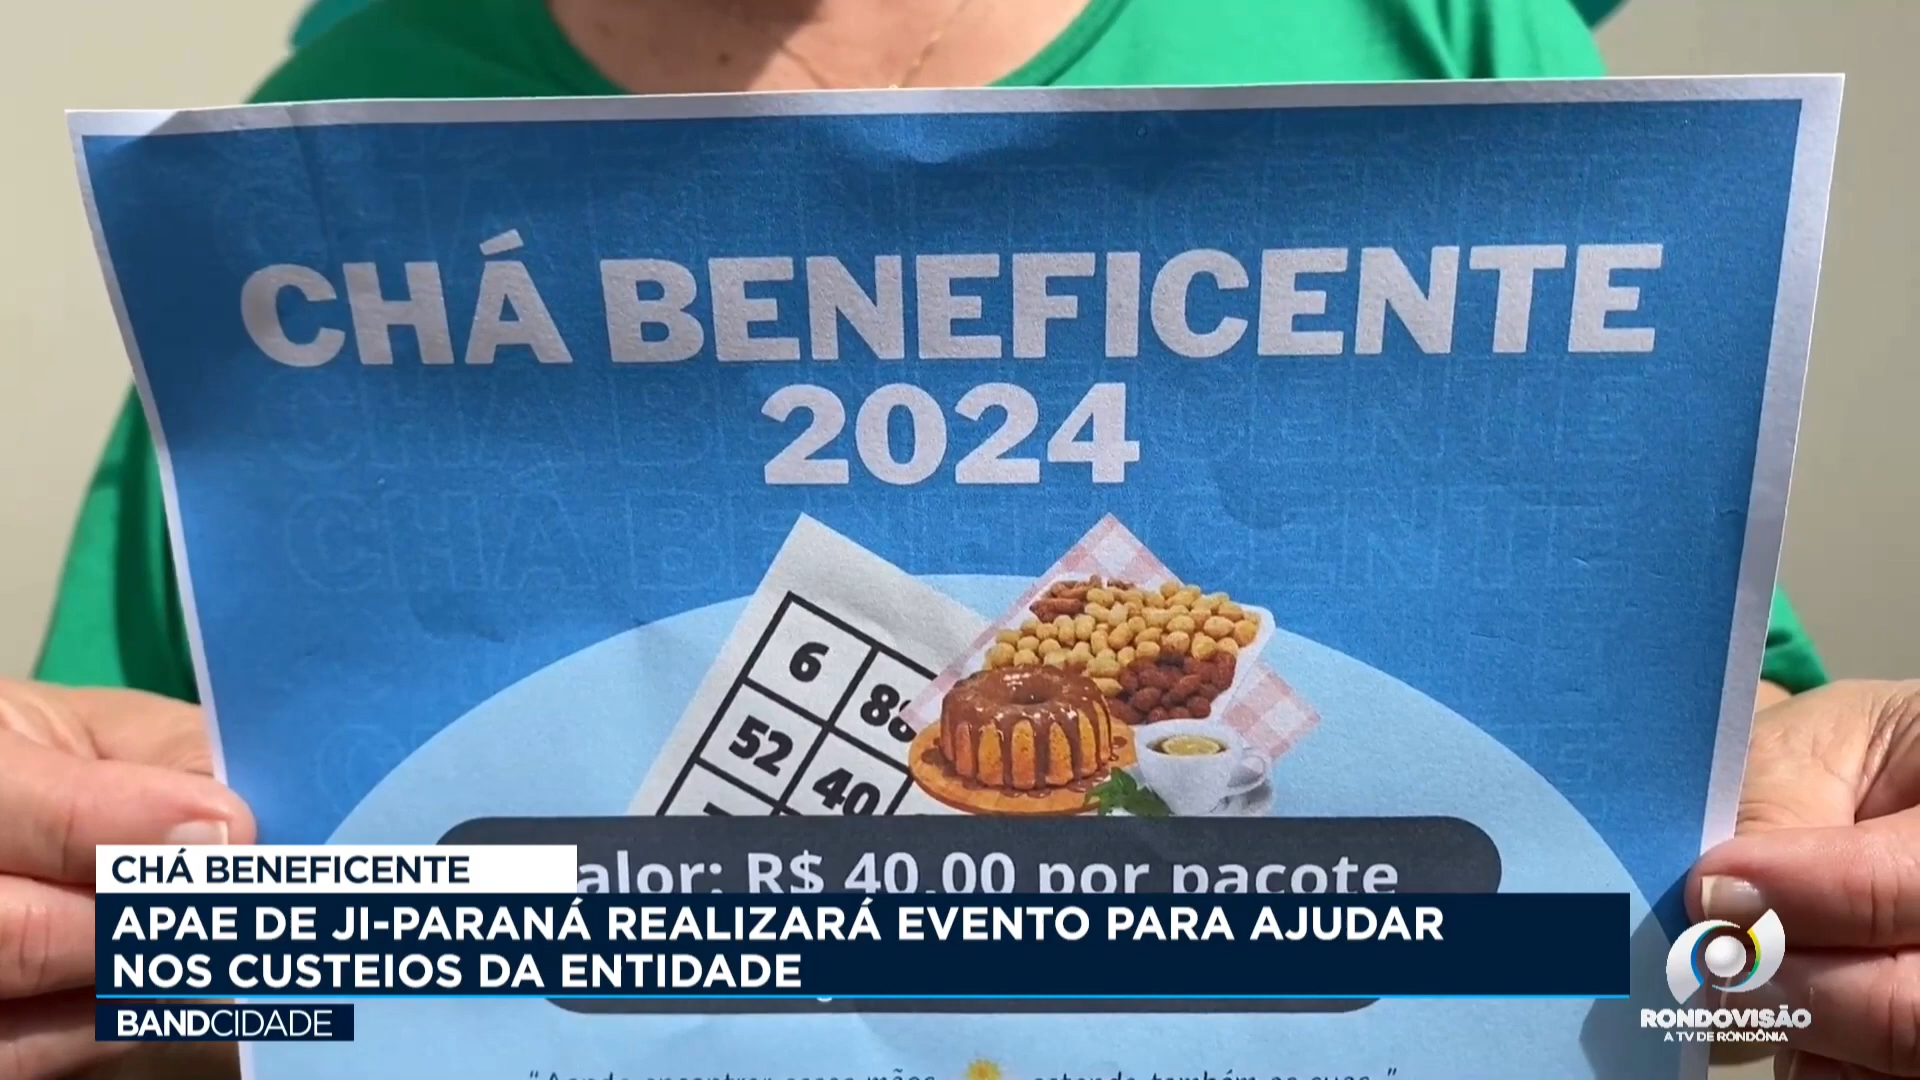 CHÁ BENEFICENTE
2024
6
88
52
40
alor: R$ 40,00 por pacote
CHÁ BENEFICENTE
APAE DE JI-PARANÁ REALIZARÁ EVENTO PARA AJUDAR
NOS CUSTEIOS DA ENTIDADE
BANDCIDADE
RONDOVISÃO
A TV DE RONDÔNIA